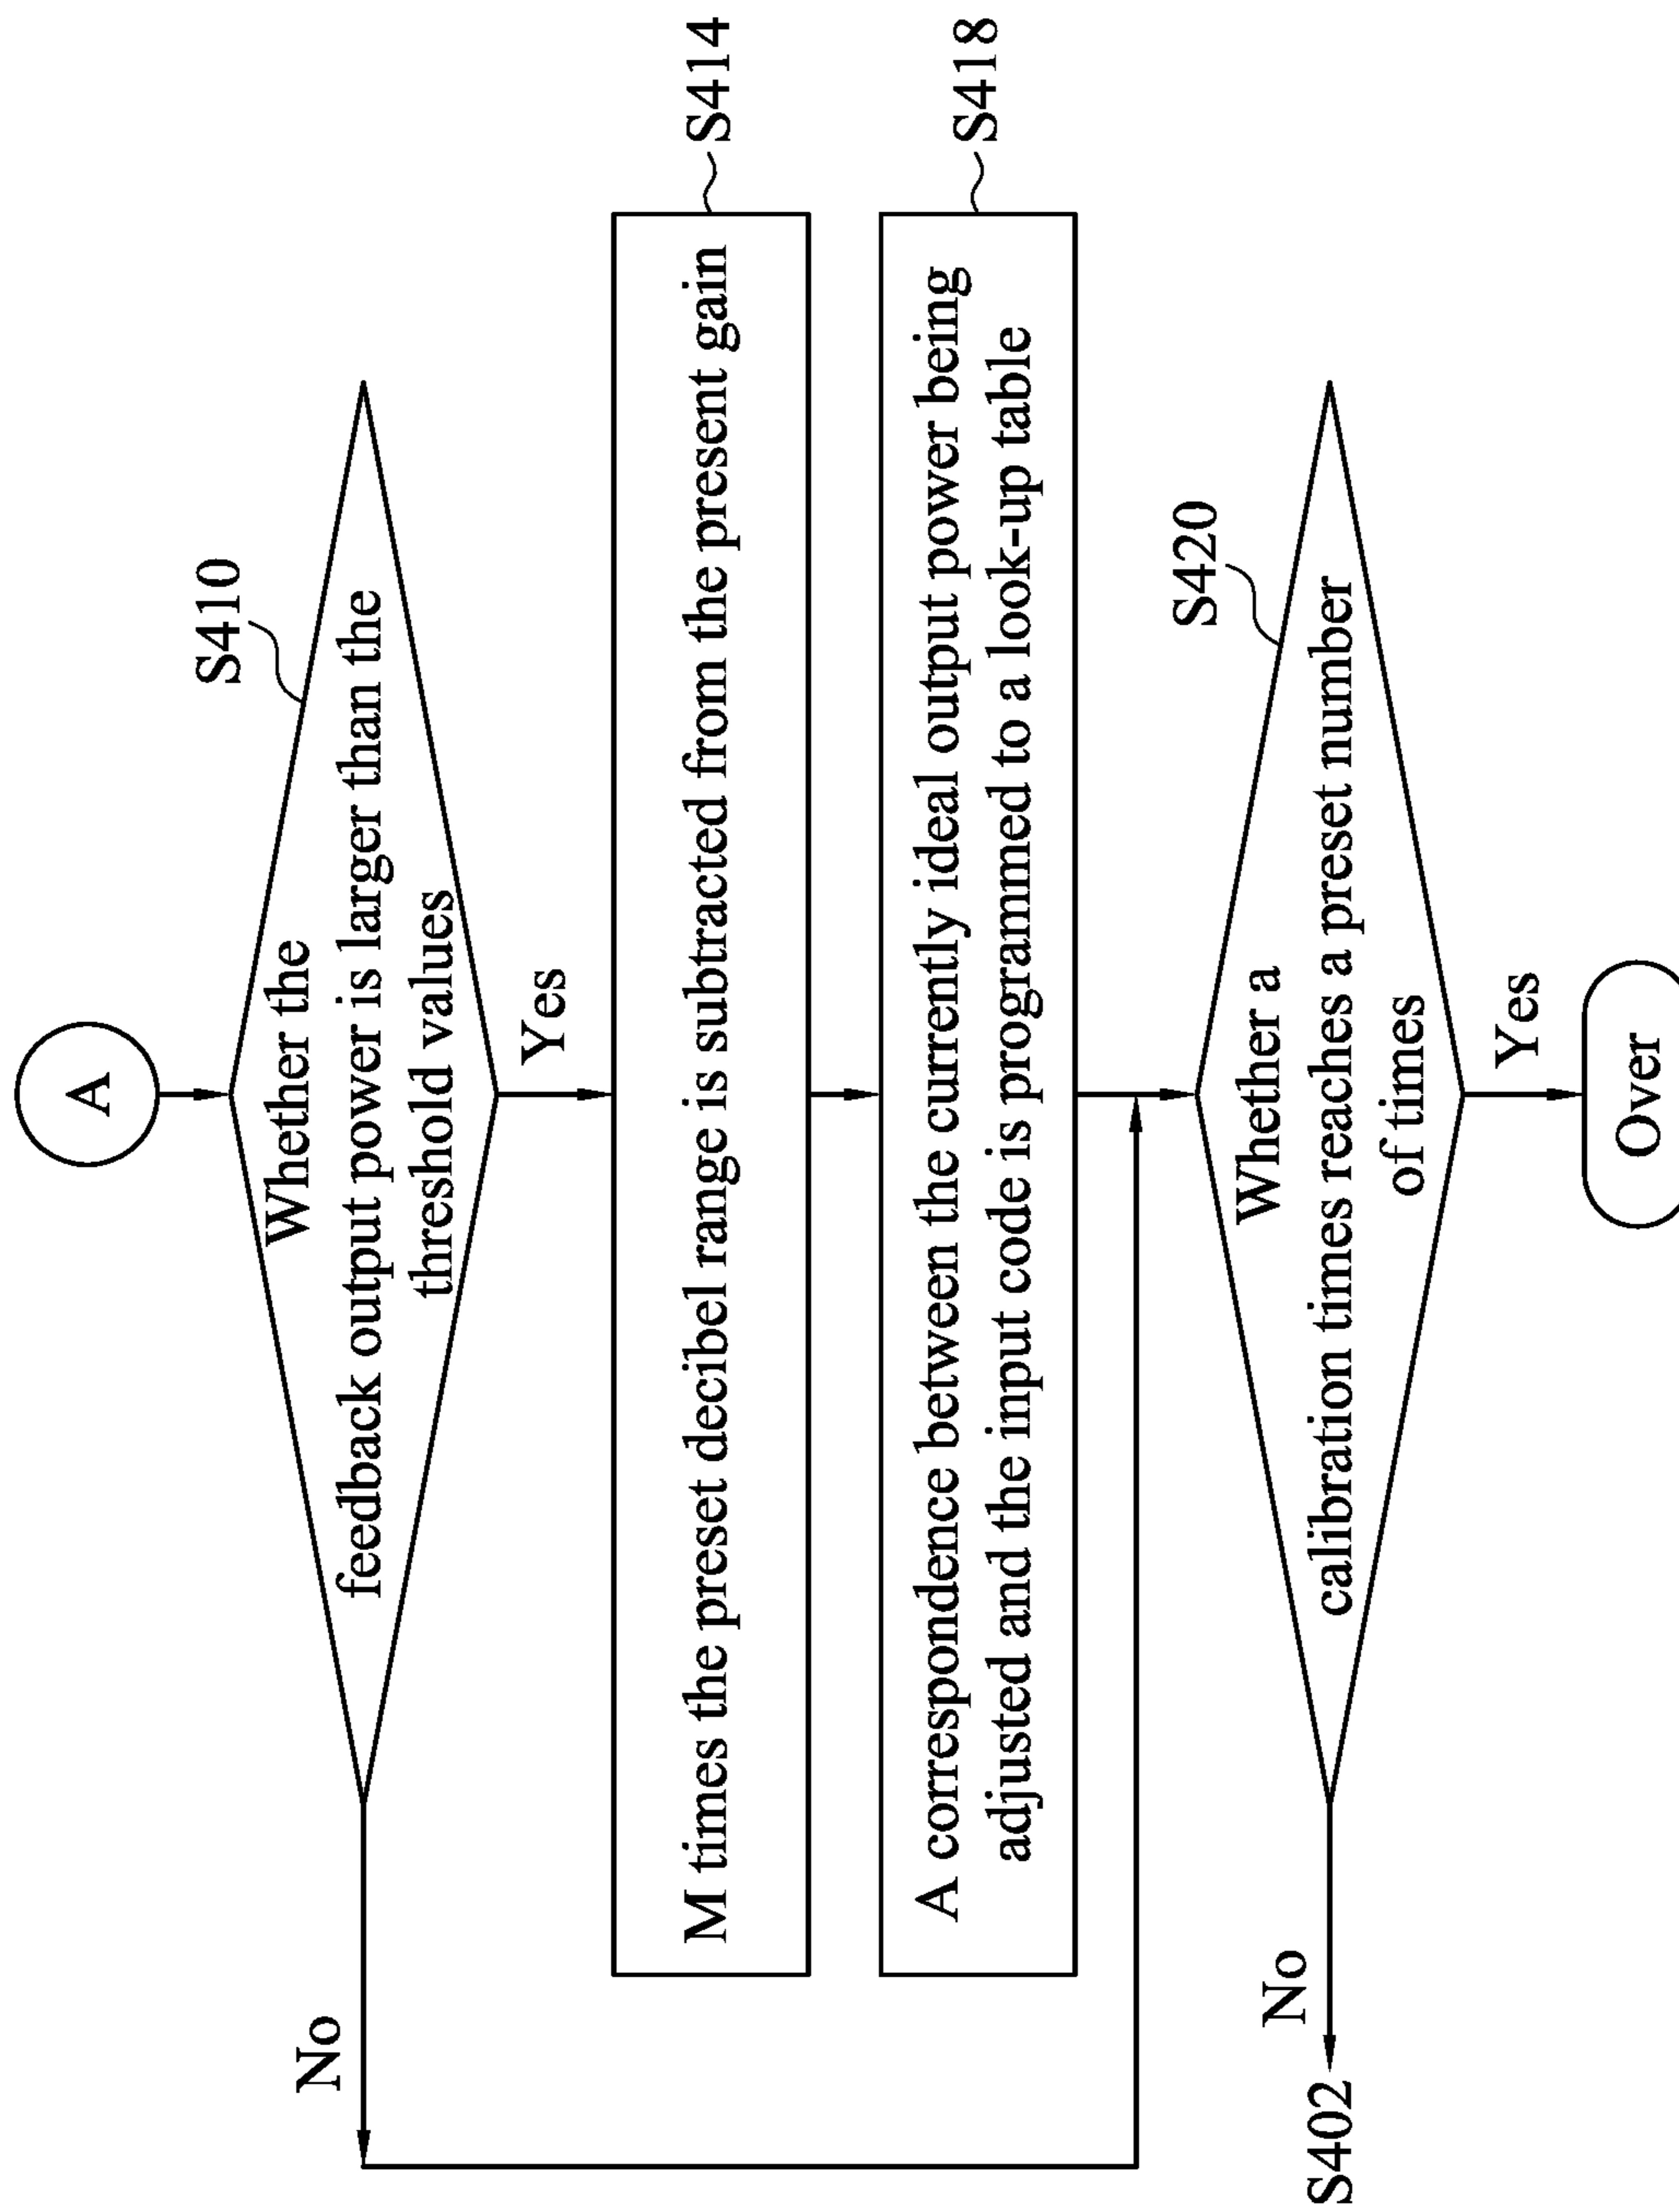 A
S410
Whether the
feedback output power is larger than the
threshold values
No
Yes
M times the preset decibel range is subtracted from the present gain
S414
A correspondence between the currently ideal output power being
adjusted and the input code is programmed to a look-up table
S418
S420
Whether a
calibration times reaches a preset number
of times
No
S402
Yes
Over